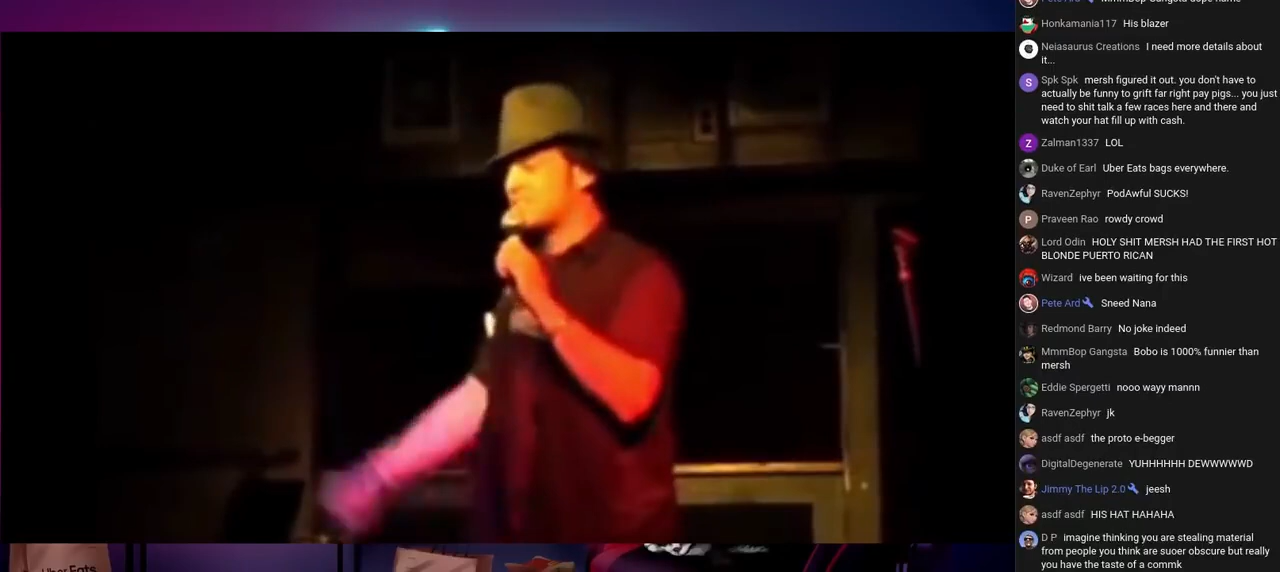 Honkamania117 His blazer
Neiasaurus Creations I need more details about
it...
S Spk Spk mersh figured it out. you don't have to
actually be funny to grift far right pay pigs... you just
need to shit talk a few races here and there and
watch your hat fill up with cash.
Z Zalman1337 LOL
Duke of Earl Uber Eats bags everywhere.
RavenZephyr PodAwful SUCKS!
P Praveen Rao rowdy crowd
Lord Odin HOLY SHIT MERSH HAD THE FIRST HOT
BLONDE PUERTO RICAN
Wizard ive been waiting for this
Pete Ard Sneed Nana
Redmond Barry No joke indeed
MmmBop Gangsta Bobo is 1000% funnier than
mersh
Eddie Spergetti nooo wayy mannn
RavenZephyr jk
asdf asdf the proto e-begger
DigitalDegenerate YUHHHHHH DEWWWWWD
Jimmy The Lip 2.0 jeesh
asdf asdf HIS HAT HAHAHA
D P imagine thinking you are stealing material
from people you think are suoer obscure but really
you have the taste of a commk
Uber Eats